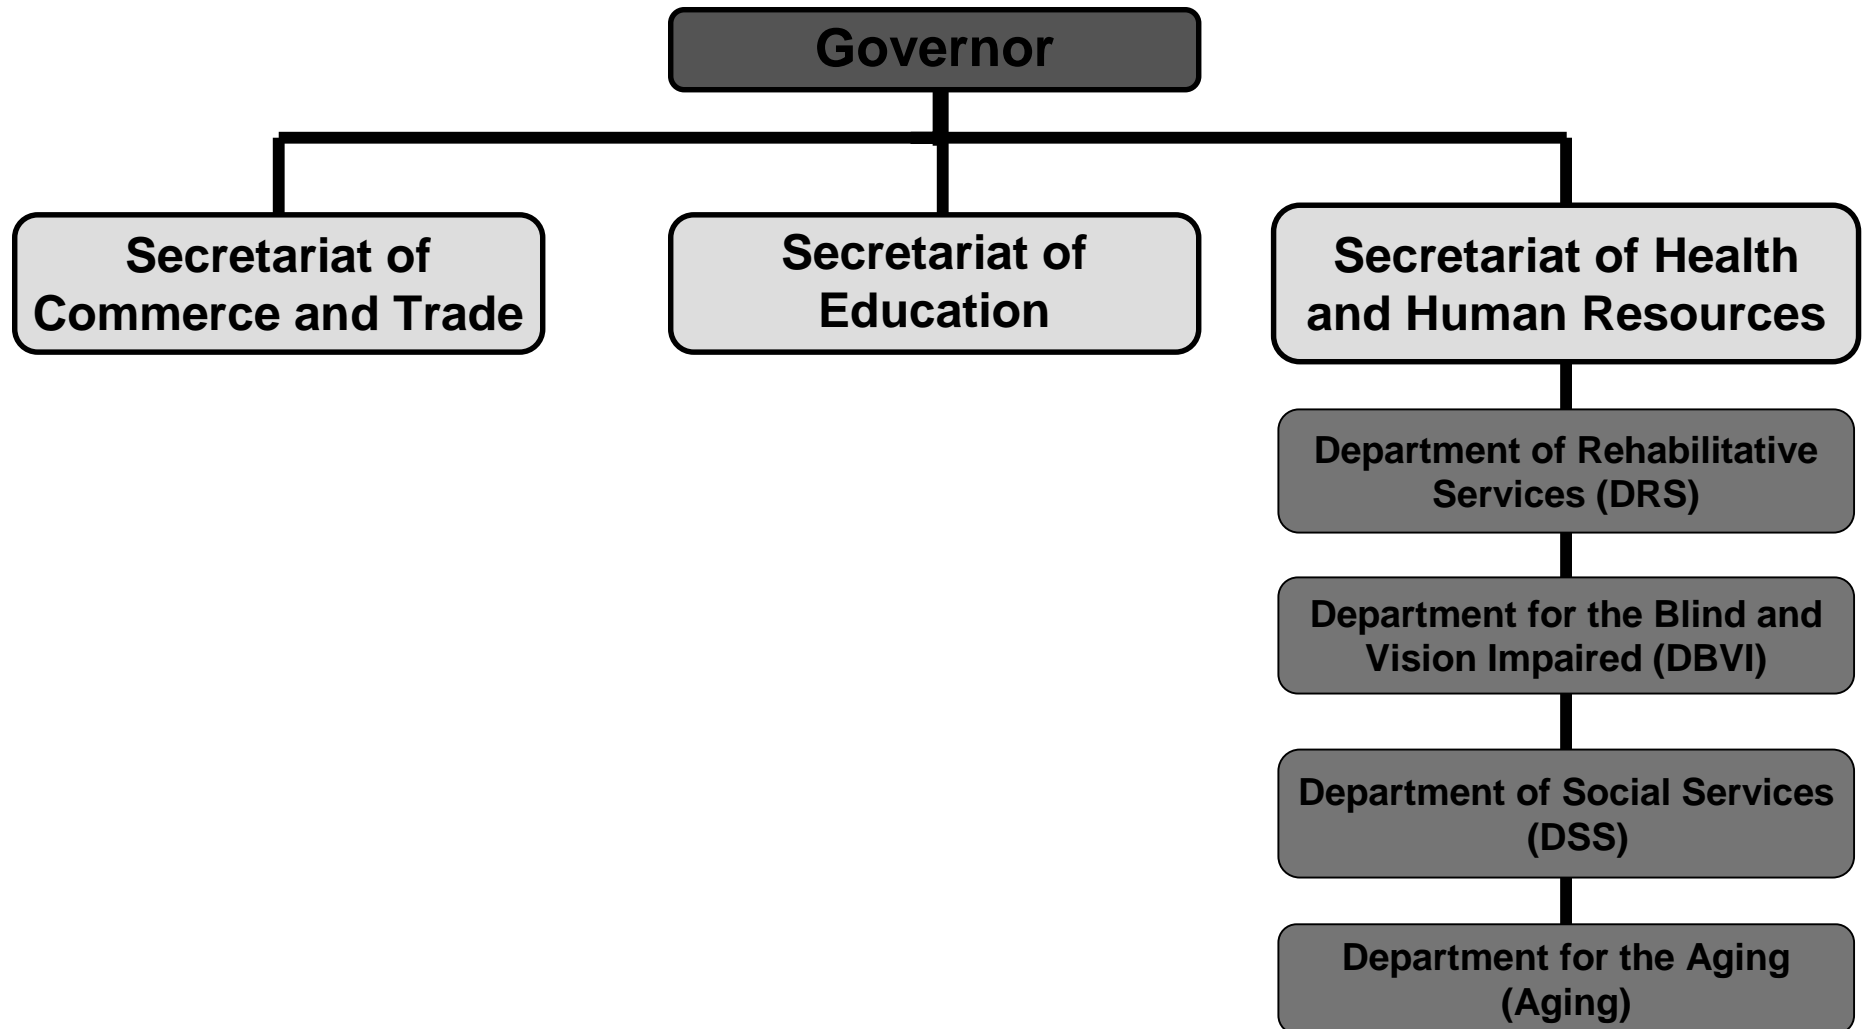 Governor
Secretariat of
Commerce and Trade
Secretariat of
Education
Secretariat of Health
and Human Resources
Department of Rehabilitative
Services (DRS)
Department for the Blind and
Vision Impaired (DBVI)
Department of Social Services
(DSS)
Department for the Aging
(Aging)